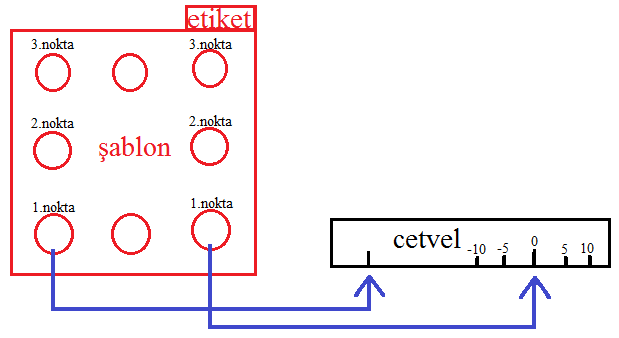 etiket
3.nokta 3.nokta
2.nokta 2.nokta
şablon
1.nokta 1.nokta
cetvel
-10 -5 0 5 10